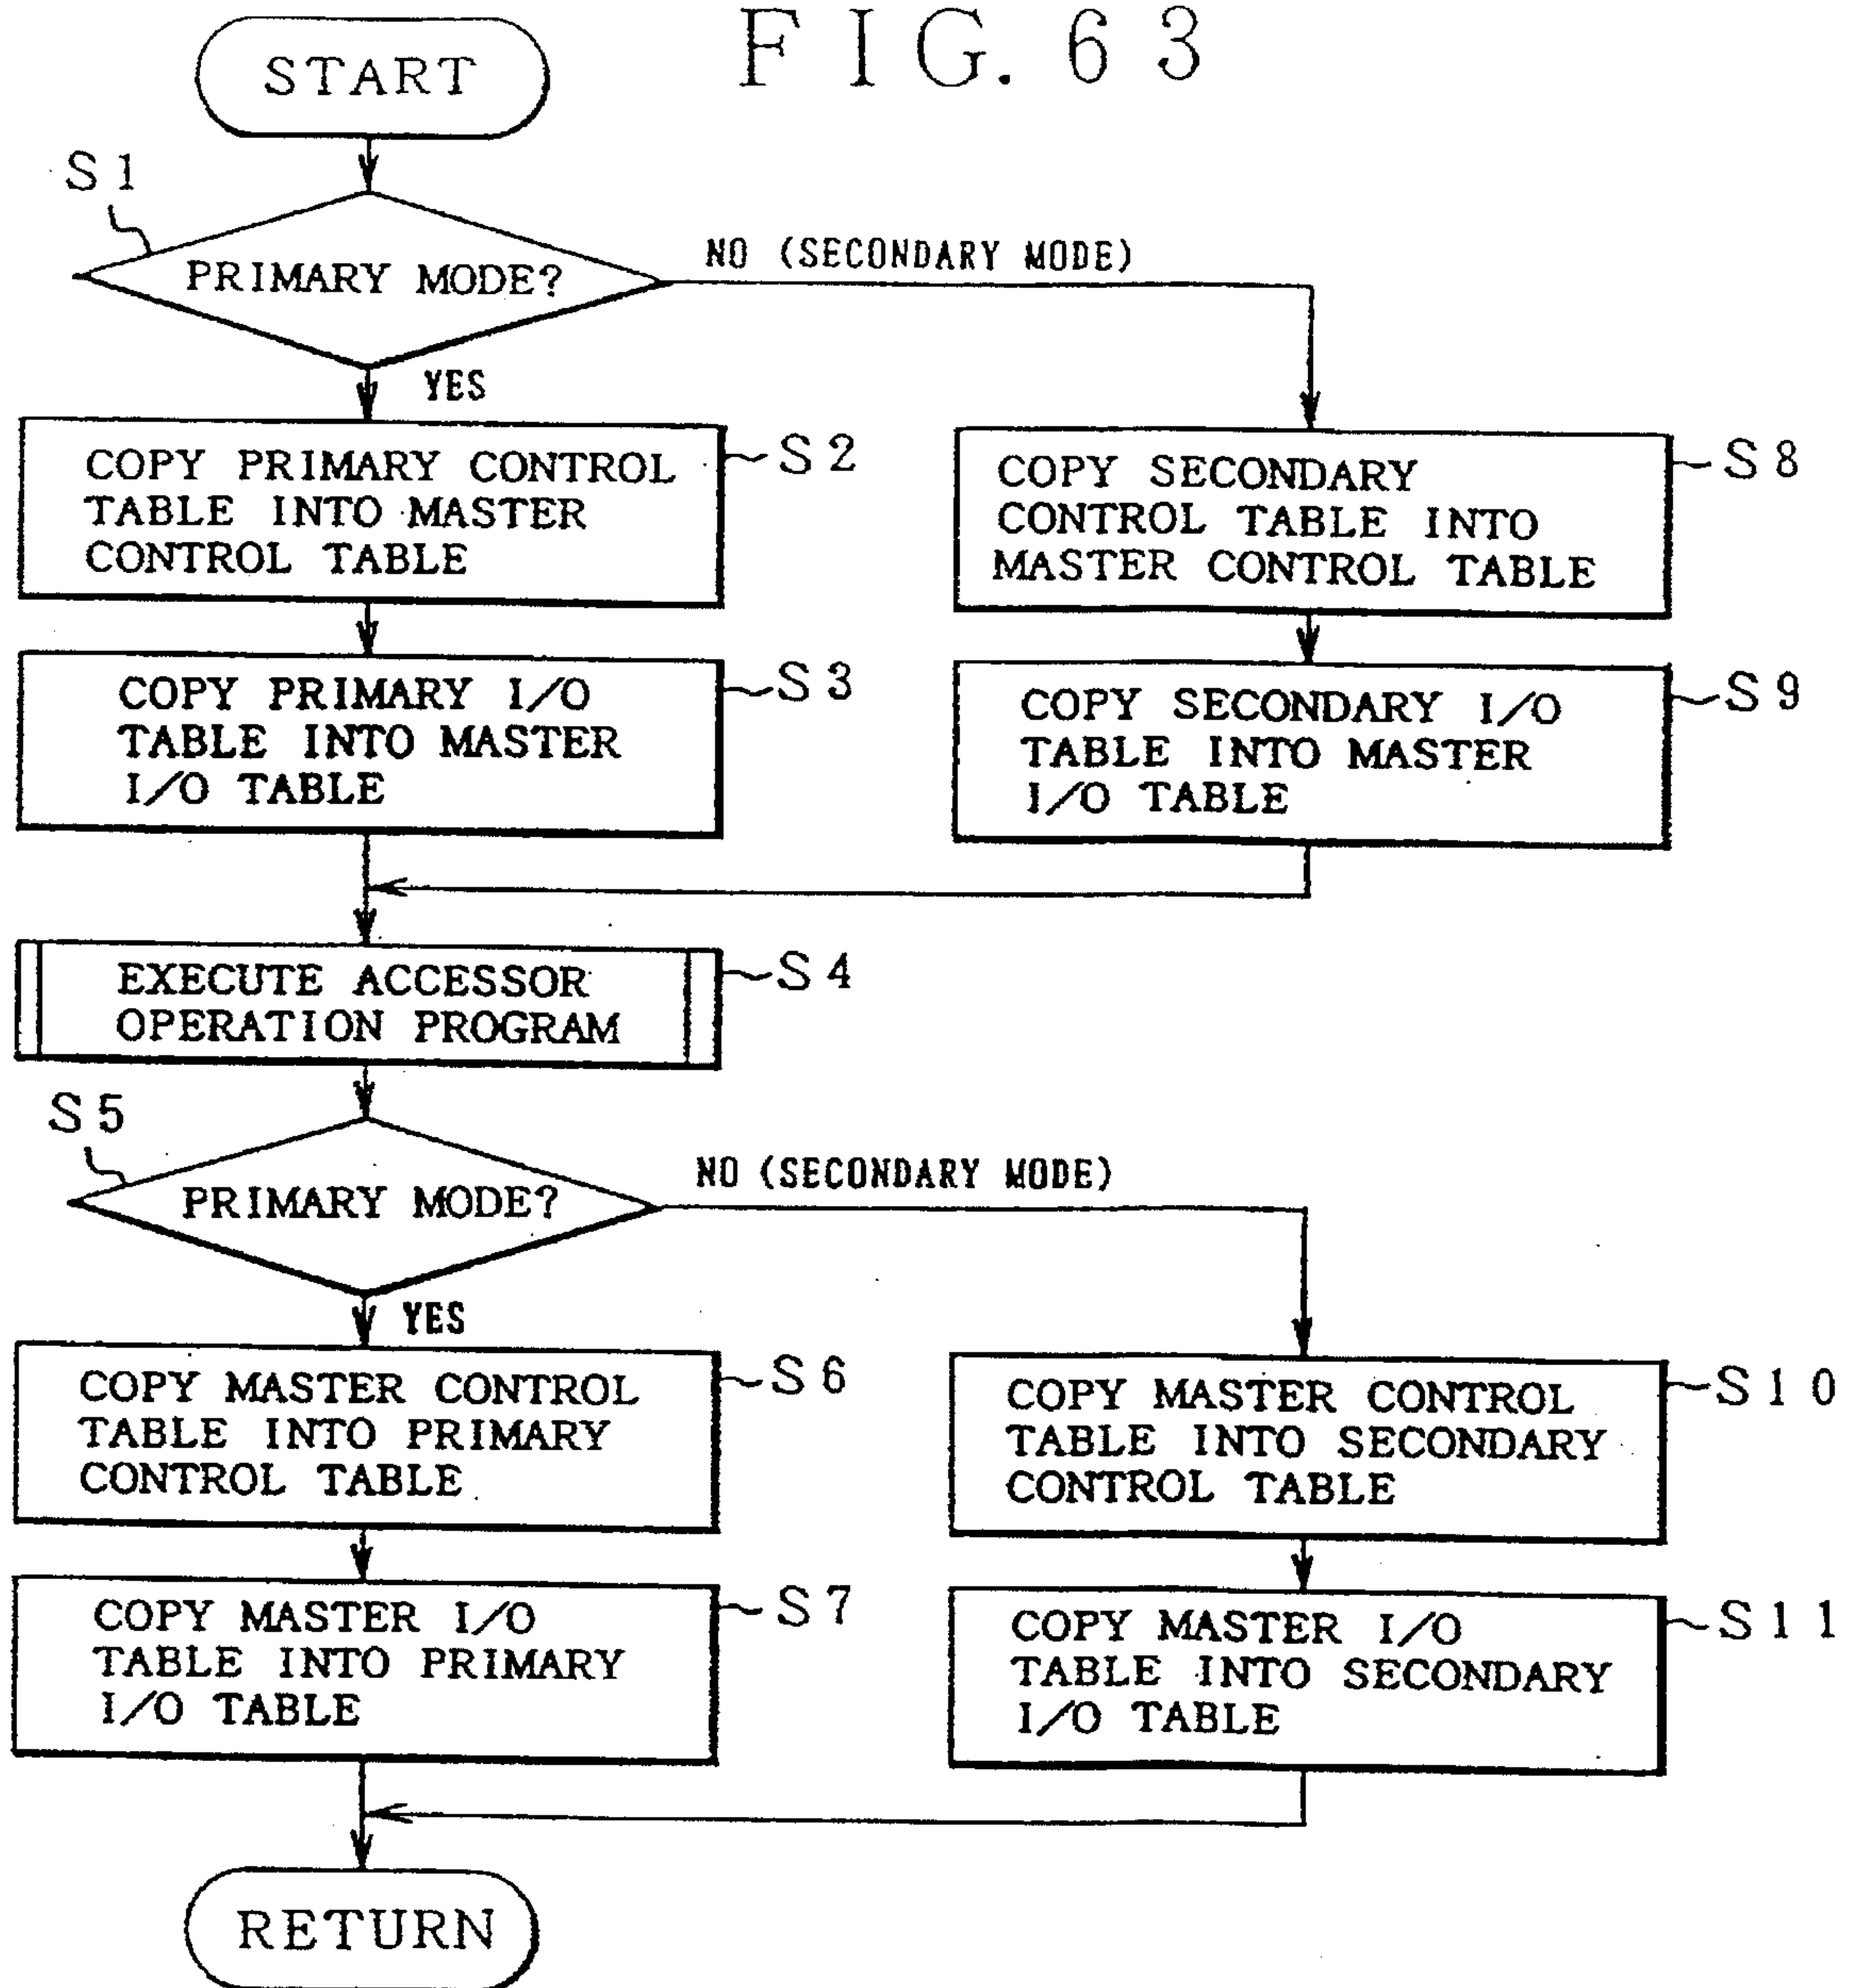 FIG. 63
START
S1
PRIMARY MODE?
NO (SECONDARY MODE)
YES
COPY PRIMARY CONTROL
TABLE INTO MASTER
CONTROL TABLE
S2
COPY SECONDARY
CONTROL TABLE INTO
MASTER CONTROL TABLE
S8
COPY PRIMARY I/O
TABLE INTO MASTER
I/O TABLE
S3
COPY SECONDARY I/O
TABLE INTO MASTER
I/O TABLE
S9
EXECUTE ACCESSOR
OPERATION PROGRAM
S4
S5
PRIMARY MODE?
NO (SECONDARY MODE)
YES
COPY MASTER CONTROL
TABLE INTO PRIMARY
CONTROL TABLE
S6
COPY MASTER CONTROL
TABLE INTO SECONDARY
CONTROL TABLE
S10
COPY MASTER I/O
TABLE INTO PRIMARY
I/O TABLE
S7
COPY MASTER I/O
TABLE INTO SECONDARY
I/O TABLE
S11
RETURN